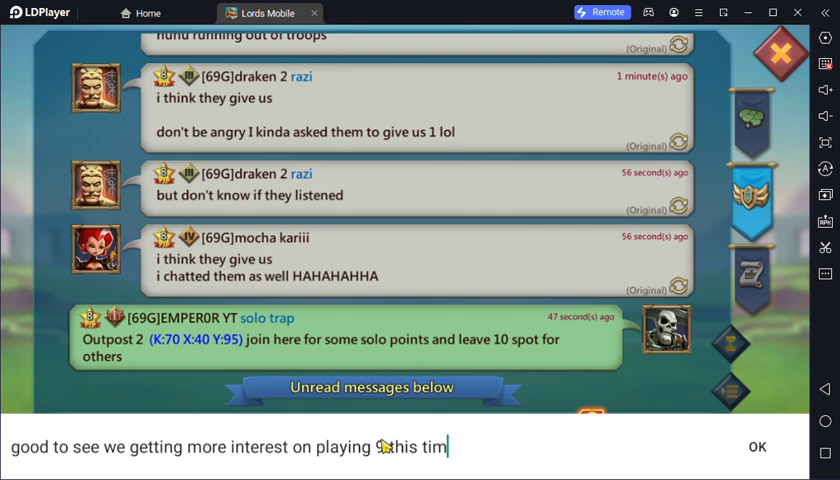 LDPlayer
Home
Lords Mobile
Remote
nunu running out of troops
(Original)
III [69G]draken 2 razi
1 minute(s) ago
i think they give us
don't be angry I kinda asked them to give us 1 lol
(Original)
III [69G]draken 2 razi
56 second(s) ago
but don't know if they listened
(Original)
IV [69G]mocha kariii
56 second(s) ago
i think they give us
i chatted them as well HAHAHAHHA
(Original)
[69G]EMPER0R YT solo trap
47 second(s) ago
Outpost 2 (K:70 X:40 Y:95) join here for some solo points and leave 10 spot for
others
Unread messages below
good to see we getting more interest on playing 9 this tim
OK